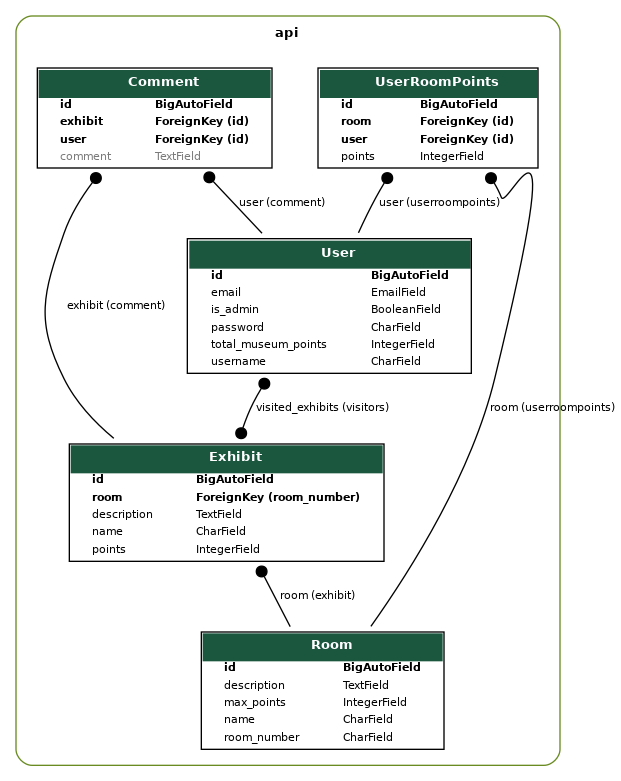 api
Comment
id BigAutoField
exhibit ForeignKey (id)
user ForeignKey (id)
comment TextField
UserRoomPoints
id BigAutoField
room ForeignKey (id)
user ForeignKey (id)
points IntegerField
user (comment)
user (userroompoints)
User
id BigAutoField
email EmailField
is_admin BooleanField
password CharField
total_museum_points IntegerField
username CharField
exhibit (comment)
visited_exhibits (visitors)
room (userroompoints)
Exhibit
id BigAutoField
room ForeignKey (room_number)
description TextField
name CharField
points IntegerField
room (exhibit)
Room
id BigAutoField
description TextField
max_points IntegerField
name CharField
room_number CharField